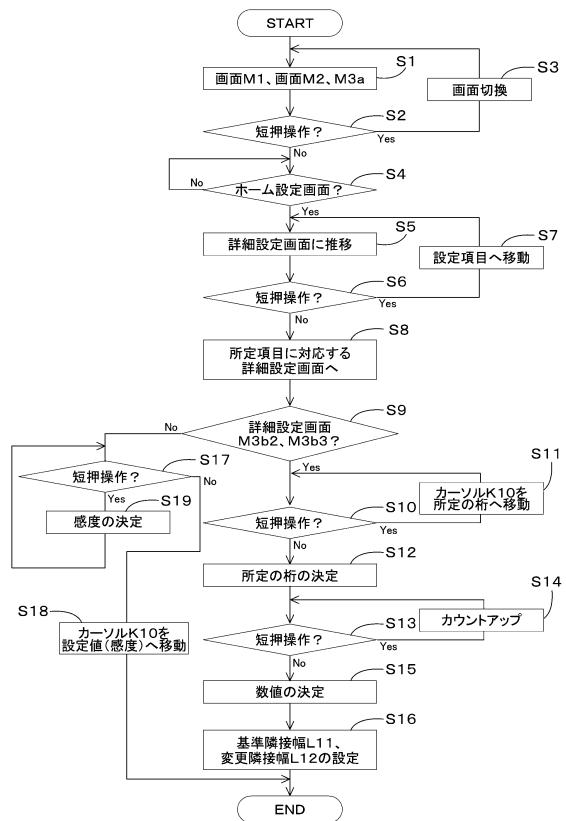 START
S1
画面M1、画面M2、M3a
S3
画面切換
S2
短押操作？
Yes
No
S4
ホーム設定画面？
No
Yes
S5
詳細設定画面に推移
S7
設定項目へ移動
S6
短押操作？
Yes
No
S8
所定項目に対応する
詳細設定画面へ
S9
詳細設定画面
M3b2、M3b3？
No
Yes
S17
短押操作？
No
Yes
S19
感度の決定
S11
カーソルK10を
所定の桁へ移動
S10
短押操作？
Yes
No
S12
所定の桁の決定
S14
カウントアップ
S13
短押操作？
Yes
No
S18
カーソルK10を
設定値（感度）へ移動
S15
数値の決定
S16
基準隣接幅L11、
変更隣接幅L12の設定
END